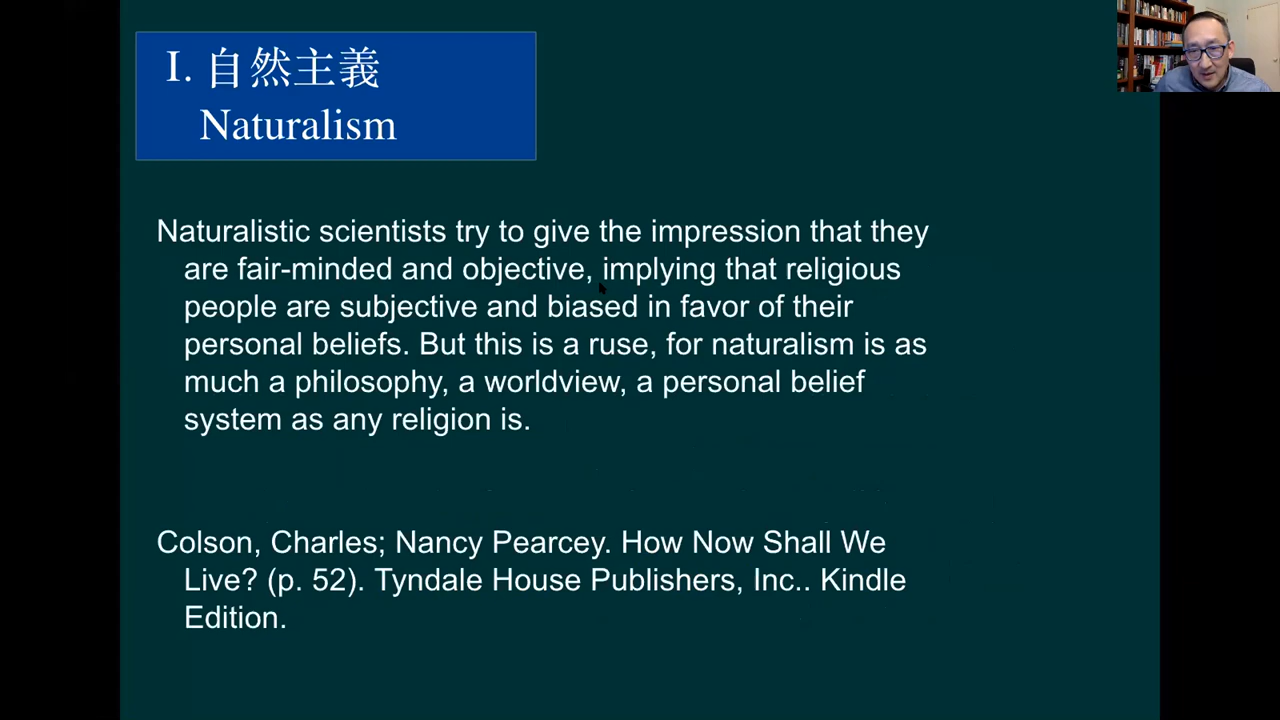 I. 自然主義
Naturalism
Naturalistic scientists try to give the impression that they
are fair-minded and objective, implying that religious
people are subjective and biased in favor of their
personal beliefs. But this is a ruse, for naturalism is as
much a philosophy, a worldview, a personal belief
system as any religion is.
Colson, Charles; Nancy Pearcey. How Now Shall We
Live? (p. 52). Tyndale House Publishers, Inc.. Kindle
Edition.